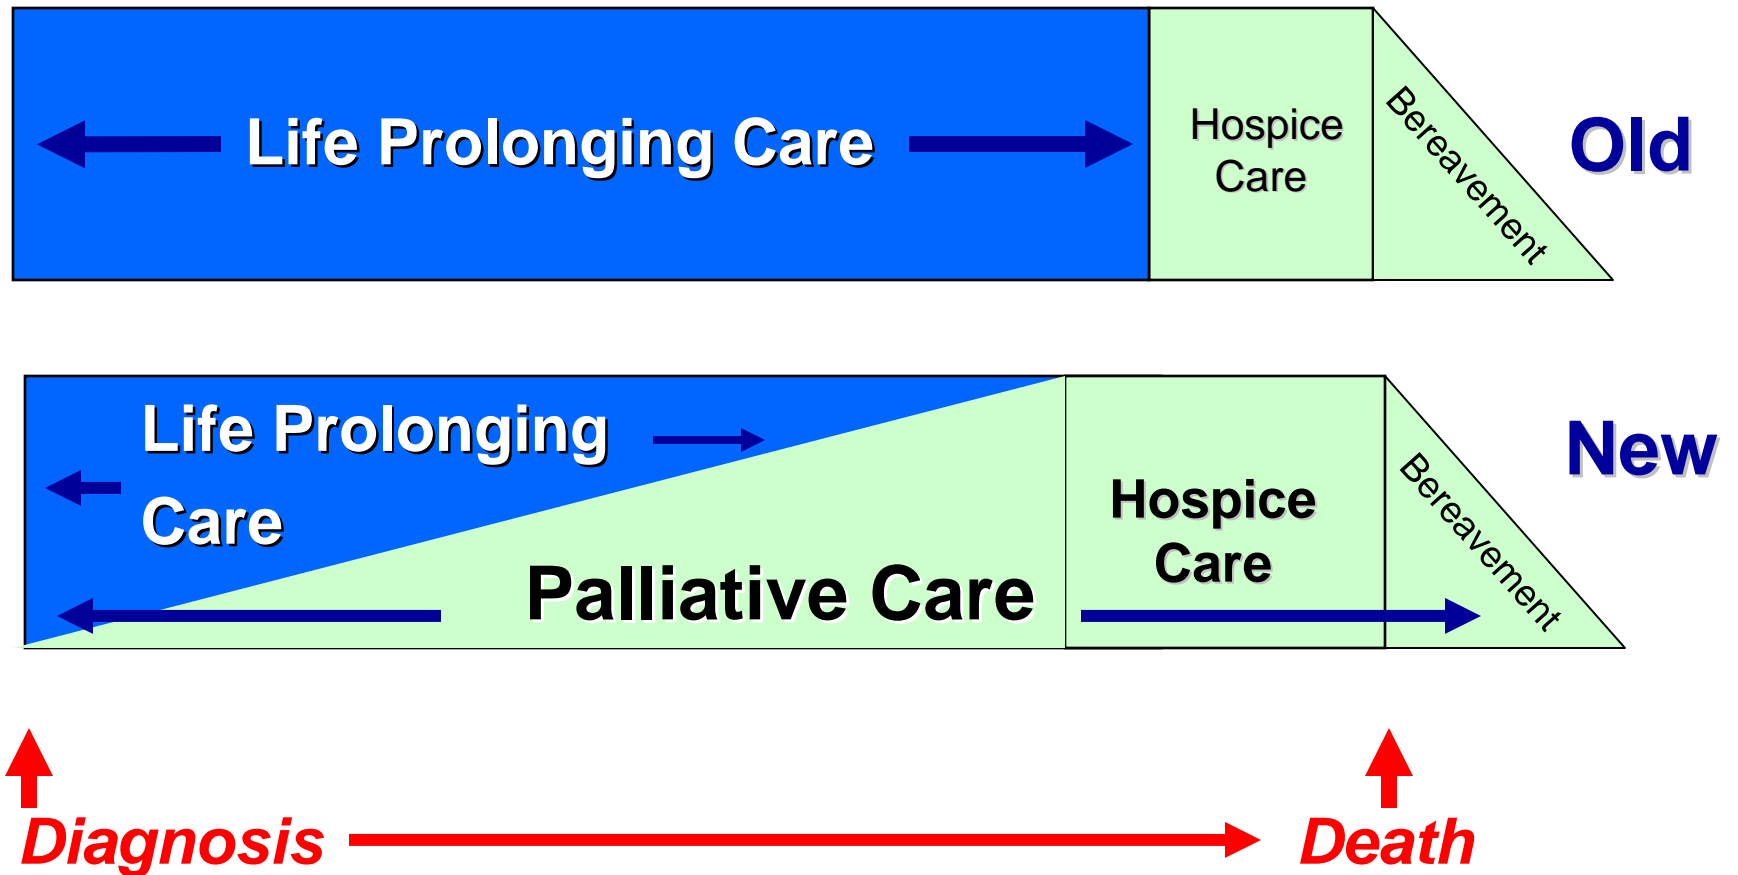 Life Prolonging Care
Hospice
Care
Bereavement
Old
Life Prolonging
Care
Palliative Care
Hospice
Care
Bereavement
New
Diagnosis
Death